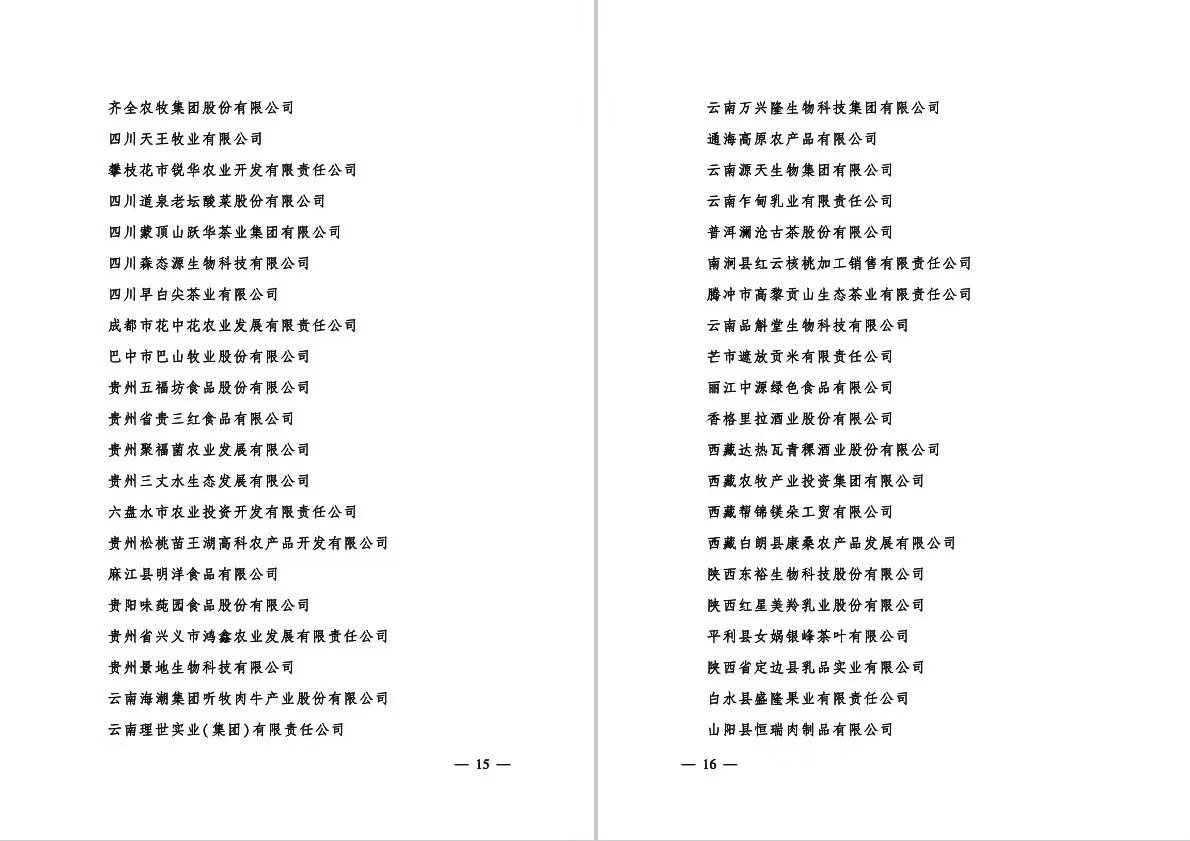 齐全农牧集团股份有限公司
四川天王牧业有限公司
攀枝花市锐华农业开发有限责任公司
四川道泉老坛酸菜股份有限公司
四川蒙顶山跃华茶业集团有限公司
四川森态源生物科技有限公司
四川早白尖茶业有限公司
成都市花中花农业发展有限责任公司
巴中市巴山牧业股份有限公司
贵州五福坊食品股份有限公司
贵州省贵三红食品有限公司
贵州聚福菌农业发展有限公司
贵州三丈水生态发展有限公司
六盘水市农业投资开发有限责任公司
贵州松桃苗王湖高科农产品开发有限公司
麻江县明洋食品有限公司
贵阳味莼园食品股份有限公司
贵州省兴义市鸿鑫农业发展有限责任公司
贵州景地生物科技有限公司
云南海潮集团听牧肉牛产业股份有限公司
云南理世实业(集团)有限责任公司
— 15 —
云南万兴隆生物科技集团有限公司
通海高原农产品有限公司
云南源天生物集团有限公司
云南乍甸乳业有限责任公司
普洱澜沧古茶股份有限公司
南涧县红云核桃加工销售有限责任公司
腾冲市高黎贡山生态茶业有限责任公司
云南品斛堂生物科技有限公司
芒市遮放贡米有限责任公司
丽江中源绿色食品有限公司
香格里拉酒业股份有限公司
西藏达热瓦青稞酒业股份有限公司
西藏农牧产业投资集团有限公司
西藏帮锦镁朵工贸有限公司
西藏白朗县康桑农产品发展有限公司
陕西东裕生物科技股份有限公司
陕西红星美羚乳业股份有限公司
平利县女娲银峰茶叶有限公司
陕西省定边县乳品实业有限公司
白水县盛隆果业有限责任公司
山阳县恒瑞肉制品有限公司
— 16 —